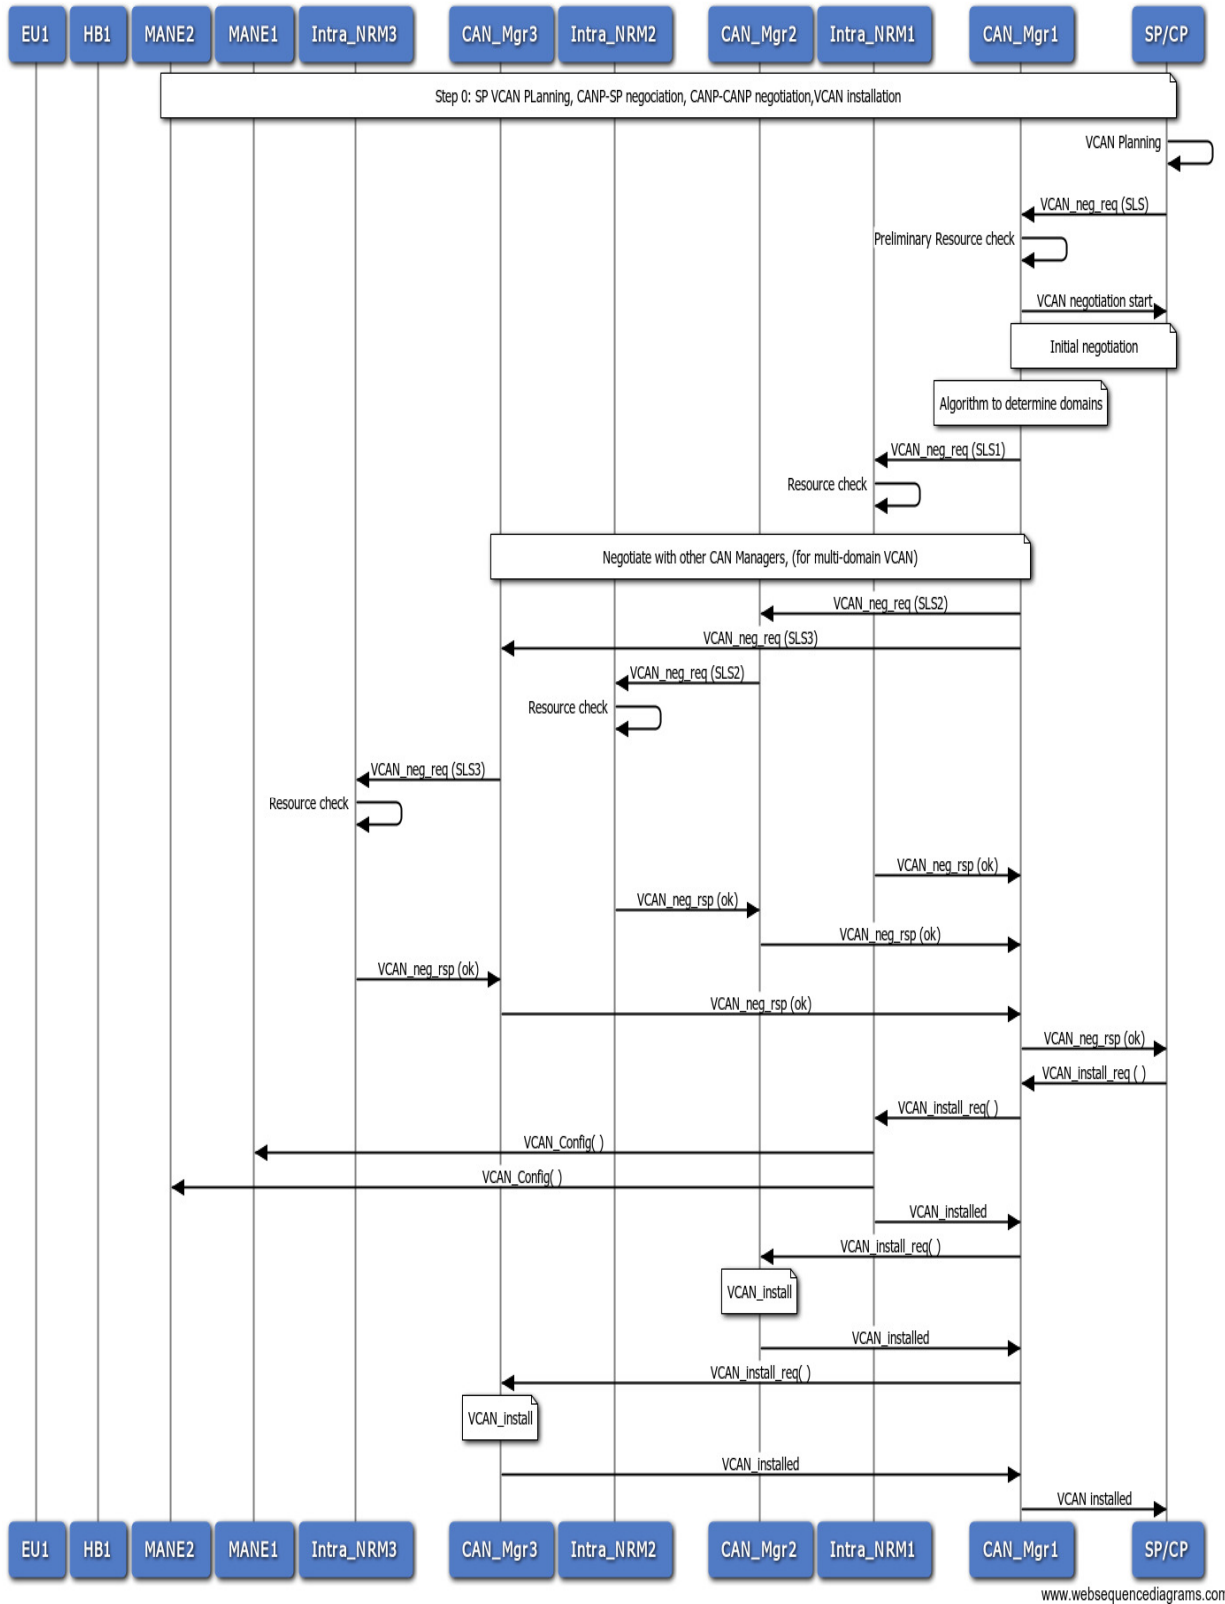 EU1 HB1 MANE2 MANE1 Intra_NRM3 CAN_Mgr3 Intra_NRM2 CAN_Mgr2 Intra_NRM1 CAN_Mgr1 SP/CP
Step 0: SP VCAN PLanning, CANP-SP negociation, CANP-CANP negotiation,VCAN installation
VCAN Planning
VCAN_neg_req (SLS)
Preliminary Resource check
VCAN negotiation start
Initial negotiation
Algorithm to determine domains
VCAN_neg_req (SLS1)
Resource check
Negotiate with other CAN Managers, (for multi-domain VCAN)
VCAN_neg_req (SLS2)
VCAN_neg_req (SLS3)
VCAN_neg_req (SLS2)
Resource check
VCAN_neg_req (SLS3)
Resource check
VCAN_neg_rsp (ok)
VCAN_neg_rsp (ok)
VCAN_neg_rsp (ok)
VCAN_neg_rsp (ok)
VCAN_neg_rsp (ok)
VCAN_neg_rsp (ok)
VCAN_install_req ( )
VCAN_install_req( )
VCAN_Config( )
VCAN_Config( )
VCAN_installed
VCAN_install_req( )
VCAN_install
VCAN_installed
VCAN_install_req( )
VCAN_install
VCAN_installed
VCAN installed
EU1 HB1 MANE2 MANE1 Intra_NRM3 CAN_Mgr3 Intra_NRM2 CAN_Mgr2 Intra_NRM1 CAN_Mgr1 SP/CP
www.websequencediagrams.com